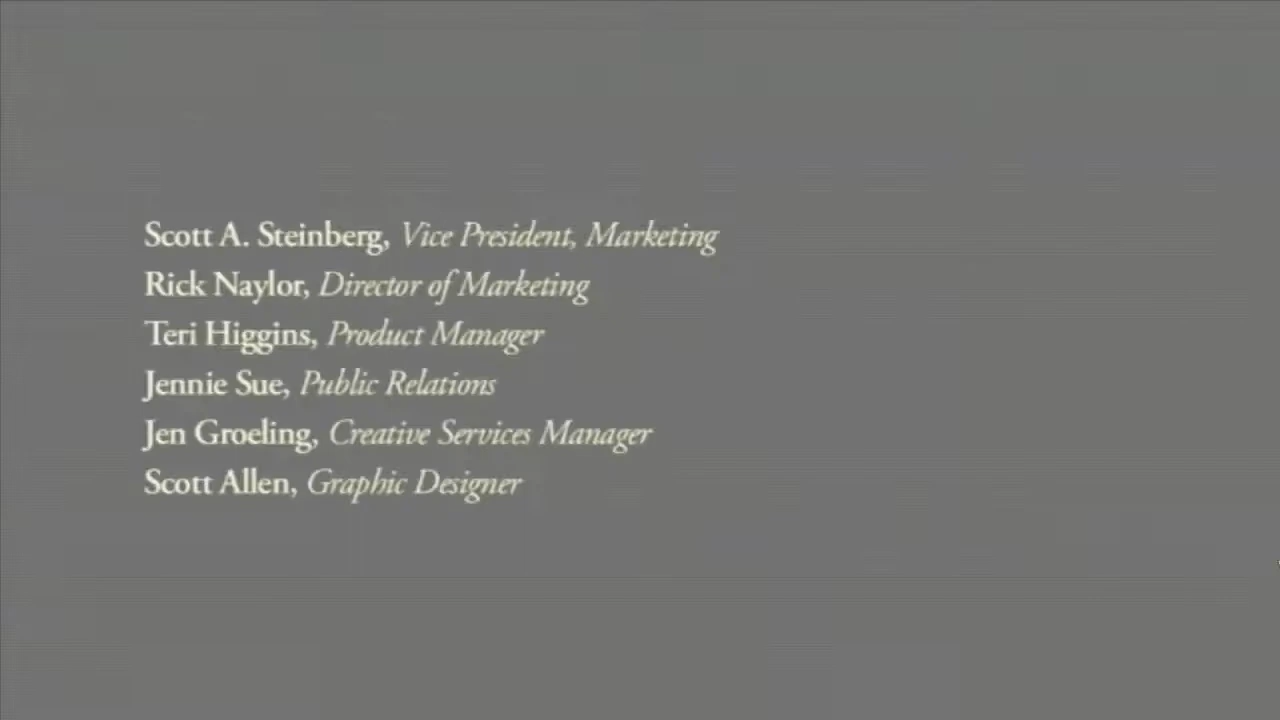 Scott A. Steinberg, Vice President, Marketing
Rick Naylor, Director of Marketing
Teri Higgins, Product Manager
Jennie Sue, Public Relations
Jen Groeling, Creative Services Manager
Scott Allen, Graphic Designer